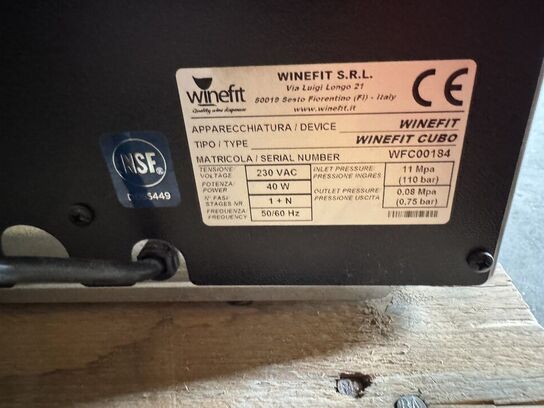 winefit
Quality wine dispenser
WINEFIT S.R.L.
Via Luigi Longo 21
50019 Sesto Fiorentino (FI) - Italy
www.winefit.it
CE
APPARECCHIATURA / DEVICE WINEFIT
TIPO / TYPE WINEFIT CUBO
MATRICOLA / SERIAL NUMBER WFC00184
TENSIONE/ VOLTAGE 230 VAC INLET PRESSURE/ PRESSIONE INGRES 11 Mpa (110 bar)
POTENZA/ POWER 40 W
N° FASI/ STAGES NR 1 + N OUTLET PRESSURE/ PRESSIONE USCITA 0,08 Mpa (0,75 bar)
FREQUENZA/ FREQUENCY 50/60 Hz
NSF®
5449